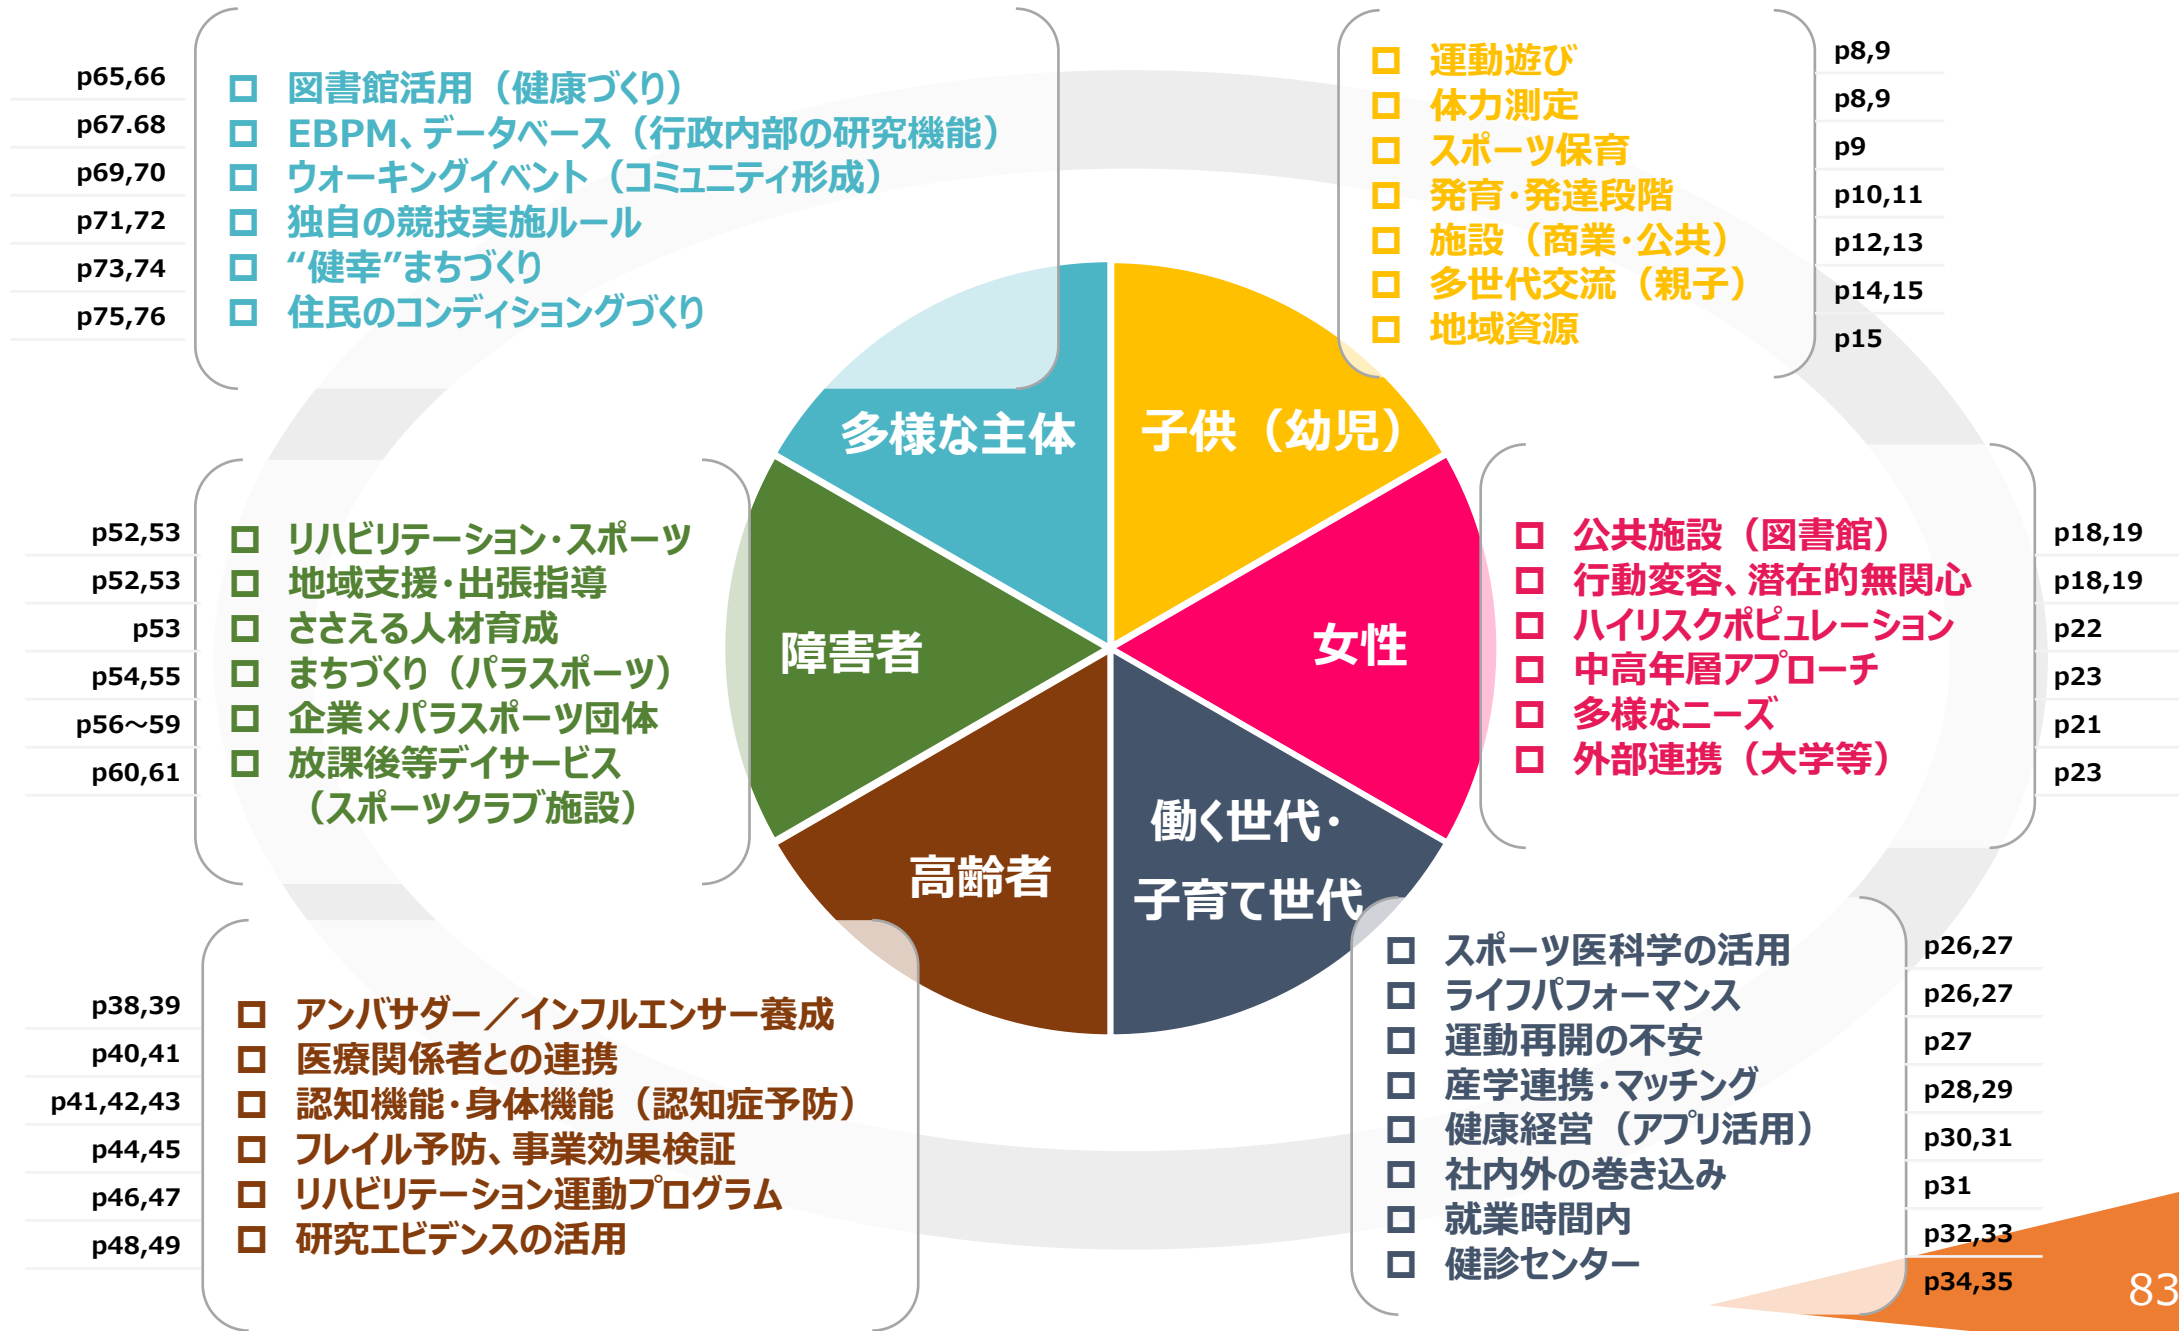 p65,66
p67.68
p69,70
p71,72
p73,74
p75,76
図書館活用（健康づくり）
EBPM、データベース（行政内部の研究機能）
ウォーキングイベント（コミュニティ形成）
独自の競技実施ルール
“健幸”まちづくり
住民のコンディショングづくり
運動遊び
体力測定
スポーツ保育
発育・発達段階
施設（商業・公共）
多世代交流（親子）
地域資源
p8,9
p8,9
p9
p10,11
p12,13
p14,15
p15
多様な主体
子供（幼児）
障害者
女性
高齢者
働く世代・
子育て世代
p52,53
p52,53
p53
p54,55
p56～59
p60,61
リハビリテーション・スポーツ
地域支援・出張指導
ささえる人材育成
まちづくり（パラスポーツ）
企業×パラスポーツ団体
放課後等デイサービス
（スポーツクラブ施設）
公共施設（図書館）
行動変容、潜在的無関心
ハイリスクポピュレーション
中高年層アプローチ
多様なニーズ
外部連携（大学等）
p18,19
p18,19
p22
p23
p21
p23
p38,39
p40,41
p41,42,43
p44,45
p46,47
p48,49
アンバサダー／インフルエンサー養成
医療関係者との連携
認知機能・身体機能（認知症予防）
フレイル予防、事業効果検証
リハビリテーション運動プログラム
研究エビデンスの活用
スポーツ医科学の活用
ライフパフォーマンス
運動再開の不安
産学連携・マッチング
健康経営（アプリ活用）
社内外の巻き込み
就業時間内
健診センター
p26,27
p26,27
p27
p28,29
p30,31
p31
p32,33
p34,35
83